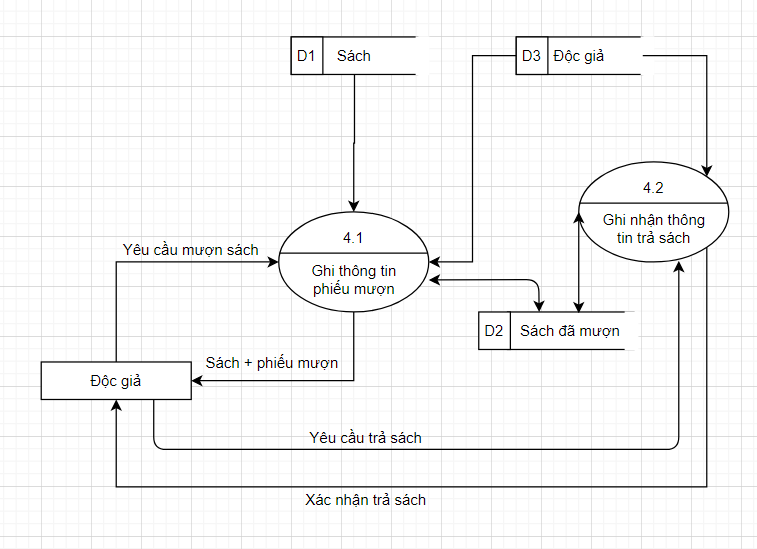 D1 Sách
D3 Độc giả
4.2
Ghi nhận thông
tin trả sách
4.1
Ghi thông tin
phiếu mượn
Yêu cầu mượn sách
D2 Sách đã mượn
Sách + phiếu mượn
Độc giả
Yêu cầu trả sách
Xác nhận trả sách